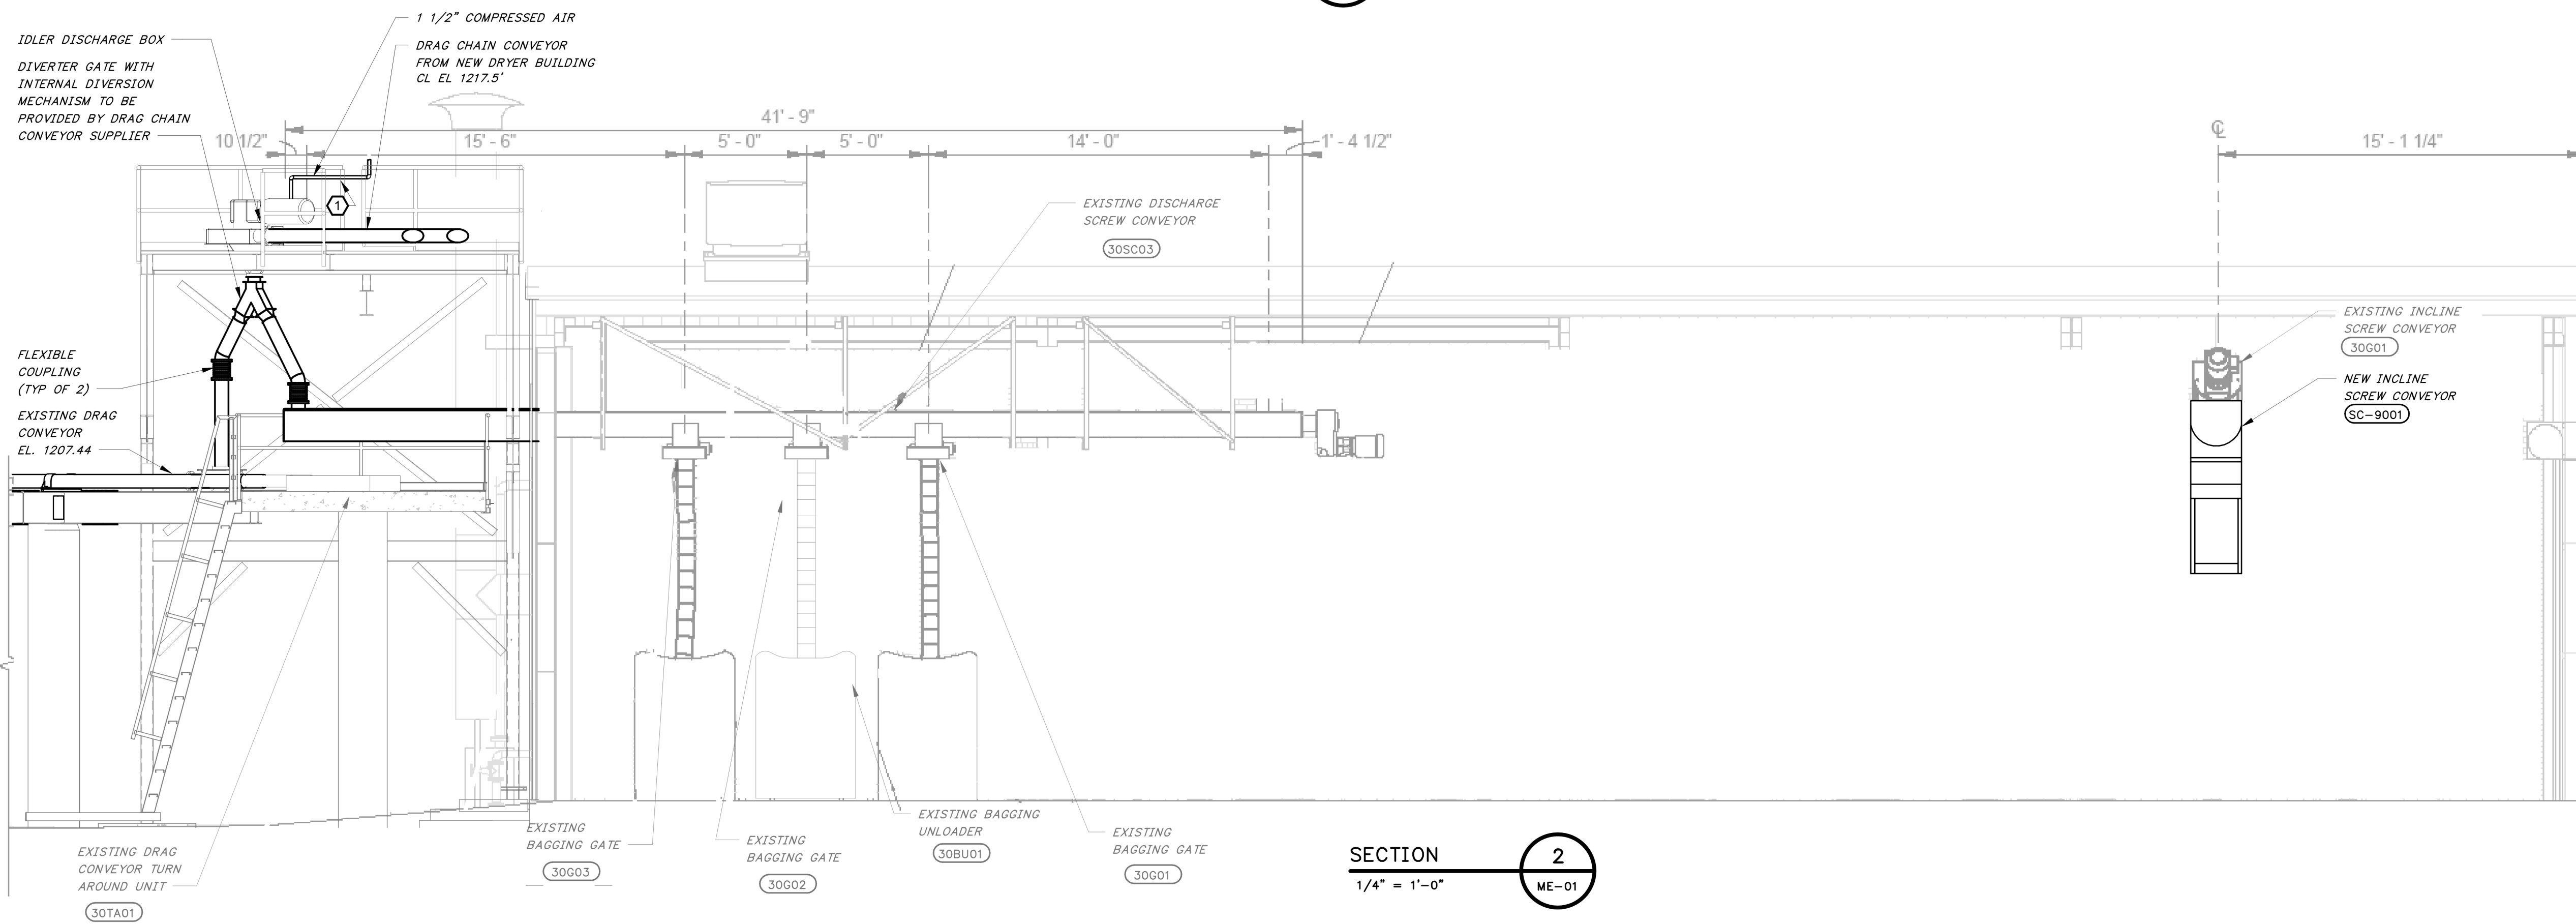 1 1/2" COMPRESSED AIR
IDLER DISCHARGE BOX
DRAG CHAIN CONVEYOR
FROM NEW DRYER BUILDING
CL EL 1217.5'
DIVERTER GATE WITH
INTERNAL DIVERSION
MECHANISM TO BE
PROVIDED BY DRAG CHAIN
CONVEYOR SUPPLIER
41' - 9"
10 1/2"
15' - 6"
5' - 0"
5' - 0"
14' - 0"
1' - 4 1/2"
℄
15' - 1 1/4"
1
EXISTING DISCHARGE
SCREW CONVEYOR
30SC03
EXISTING INCLINE
SCREW CONVEYOR
30G01
NEW INCLINE
SCREW CONVEYOR
SC-9001
FLEXIBLE
COUPLING
(TYP OF 2)
EXISTING DRAG
CONVEYOR
EL. 1207.44
EXISTING DRAG
CONVEYOR TURN
AROUND UNIT
30TA01
EXISTING
BAGGING GATE
30G03
EXISTING
BAGGING GATE
30G02
EXISTING BAGGING
UNLOADER
30BU01
EXISTING
BAGGING GATE
30G01
SECTION
1/4" = 1'-0"
2
ME-01